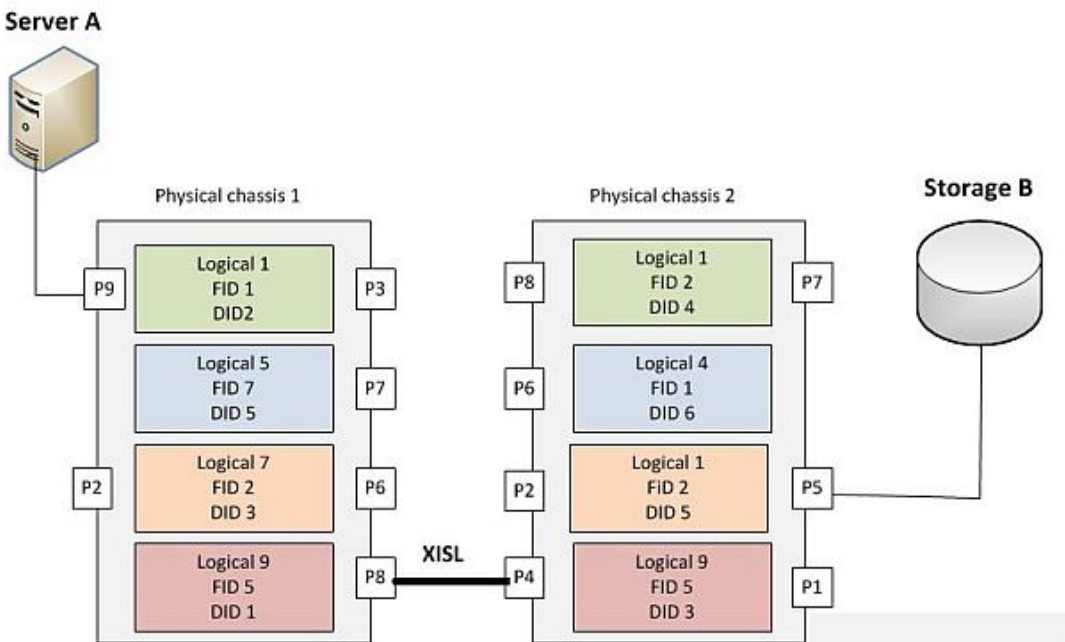 Server A
Physical chassis 1
Physical chassis 2
Storage B
P9
Logical 1
FID 1
DID2
P3
Logical 5
FID 7
DID 5
P7
P2
Logical 7
FID 2
DID 3
P6
Logical 9
FID 5
DID 1
P8
XISL
P8
Logical 1
FID 2
DID 4
P7
P6
Logical 4
FID 1
DID 6
P2
Logical 1
FiD 2
DID 5
P5
P4
Logical 9
FID 5
DID 3
P1